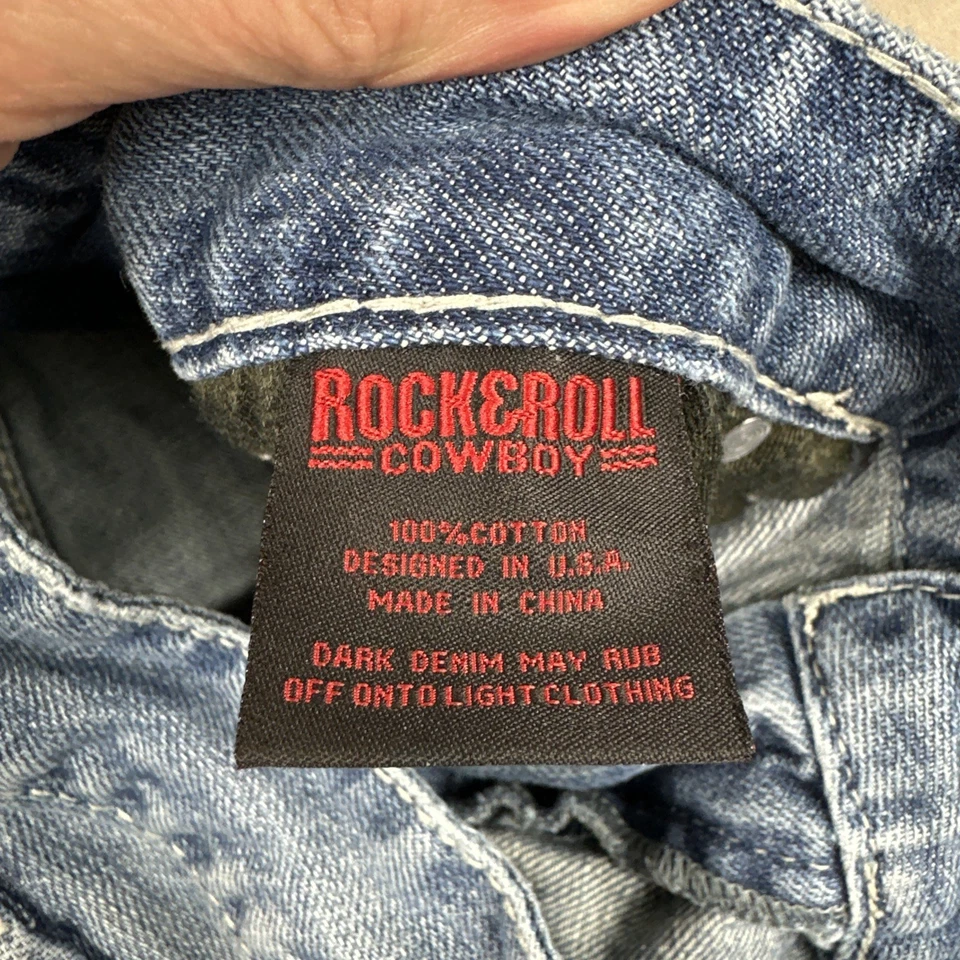 ROCK&ROLL
COWBOY
100% COTTON
DESIGNED IN U.S.A.
MADE IN CHINA
DARK DENIM MAY RUB
OFF ONTO LIGHT CLOTHING